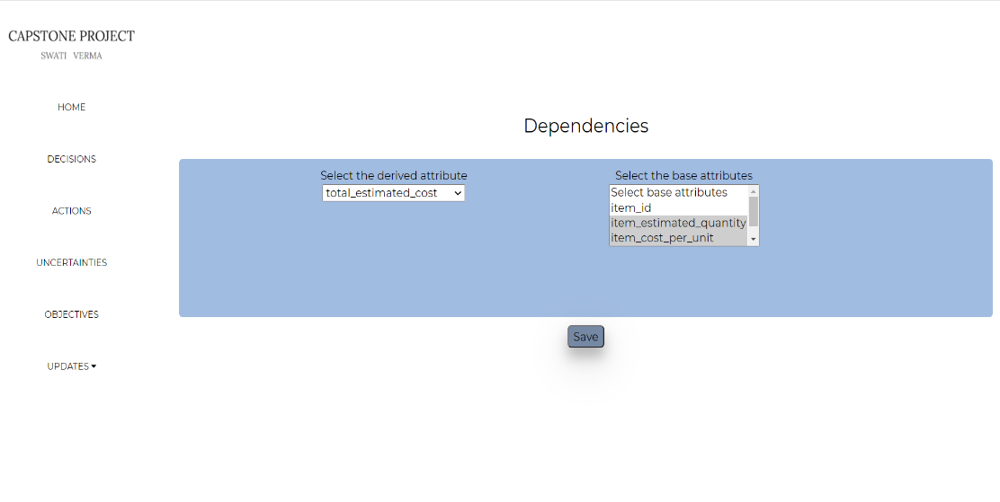 CAPSTONE PROJECT
SWATI VERMA
HOME
DECISIONS
ACTIONS
UNCERTAINTIES
OBJECTIVES
UPDATES
Dependencies
Select the derived attribute
total_estimated_cost
Select the base attributes
Select base attributes
item_id
item_estimated_quantity
item_cost_per_unit
Save